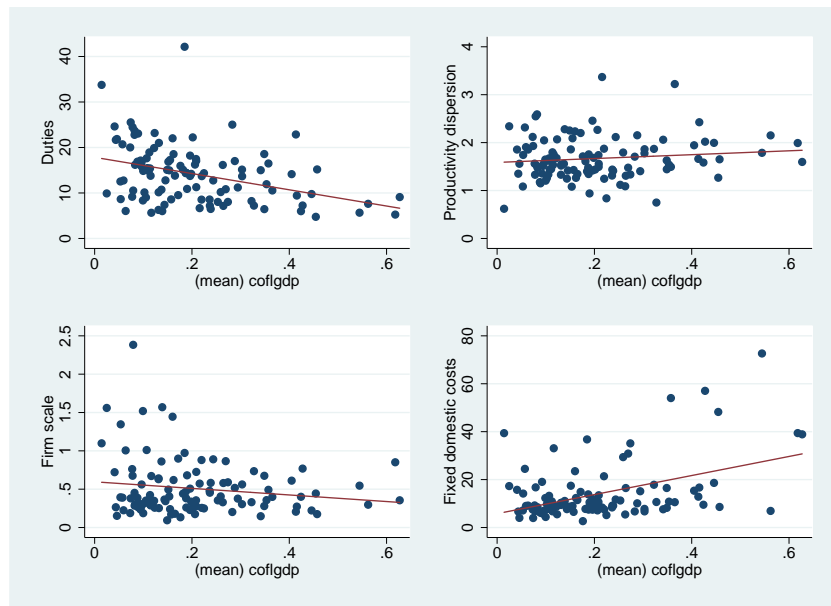 Duties
40
30
20
10
0
0 .2 .4 .6
(mean) coflgdp
Productivity dispersion
4
3
2
1
0
0 .2 .4 .6
(mean) coflgdp
Firm scale
2.5
2
1.5
1
.5
0
0 .2 .4 .6
(mean) coflgdp
Fixed domestic costs
80
60
40
20
0
0 .2 .4 .6
(mean) coflgdp